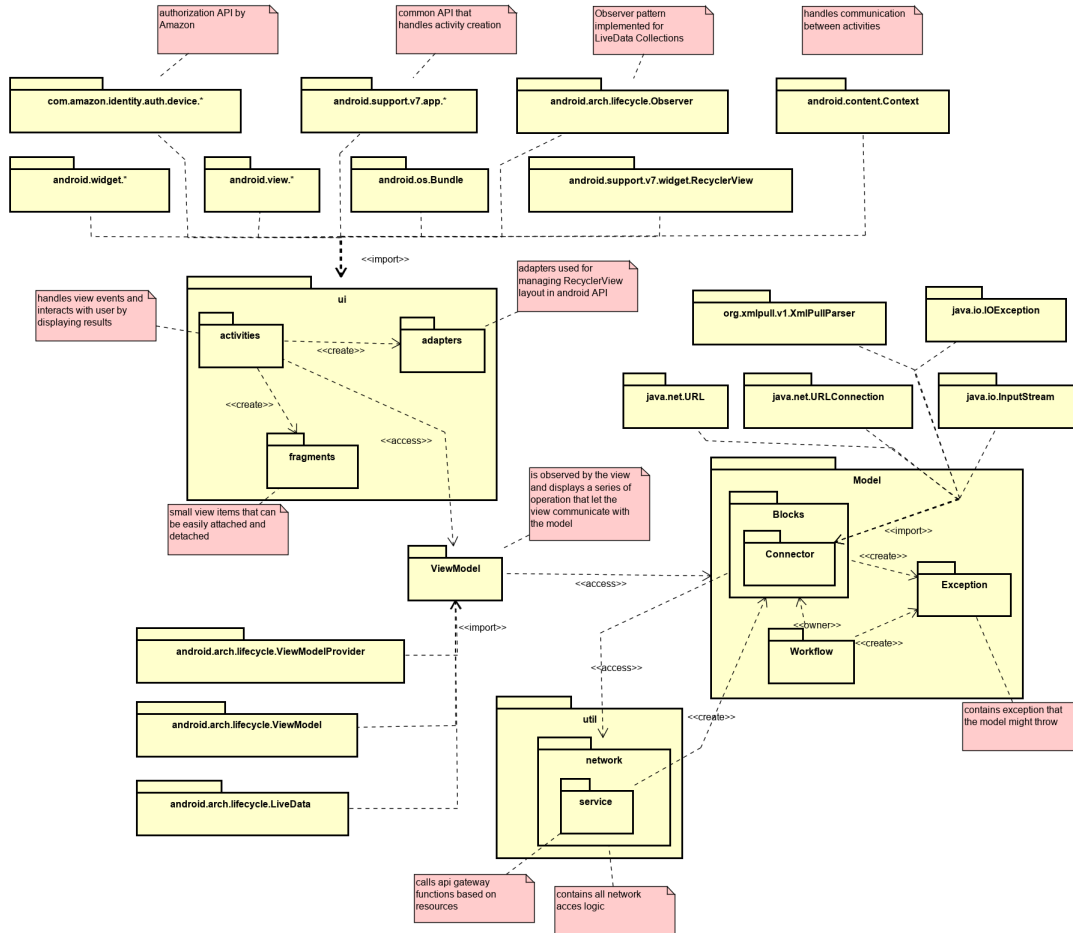 authorization API by
Amazon
common API that
handles activity creation
Observer pattern
implemented for
LiveData Collections
handles communication
between activities
com.amazon.identity.auth.device.*
android.support.v7.app.*
android.arch.lifecycle.Observer
android.content.Context
android.widget.*
android.view.*
android.os.Bundle
android.support.v7.widget.RecyclerView
<<import>>
ui
adapters used for
managing RecyclerView
layout in android API
handles view events and
interacts with user by
displaying results
activities
<<create>>
adapters
<<create>>
<<access>>
fragments
small view items that can
be easily attached and
detached
org.xmlpull.v1.XmlPullParser
java.io.IOException
java.net.URL
java.net.URLConnection
java.io.InputStream
is observed by the view
and displays a series of
operation that let the
view communicate with
the model
Model
Blocks
<<import>>
Connector
<<create>>
Exception
ViewModel
<<access>>
<<import>>
<<owner>>
Workflow
<<create>>
android.arch.lifecycle.ViewModelProvider
android.arch.lifecycle.ViewModel
android.arch.lifecycle.LiveData
<<access>>
<<create>>
contains exception that
the model might throw
util
network
service
calls api gateway
functions based on
resources
contains all network
acces logic